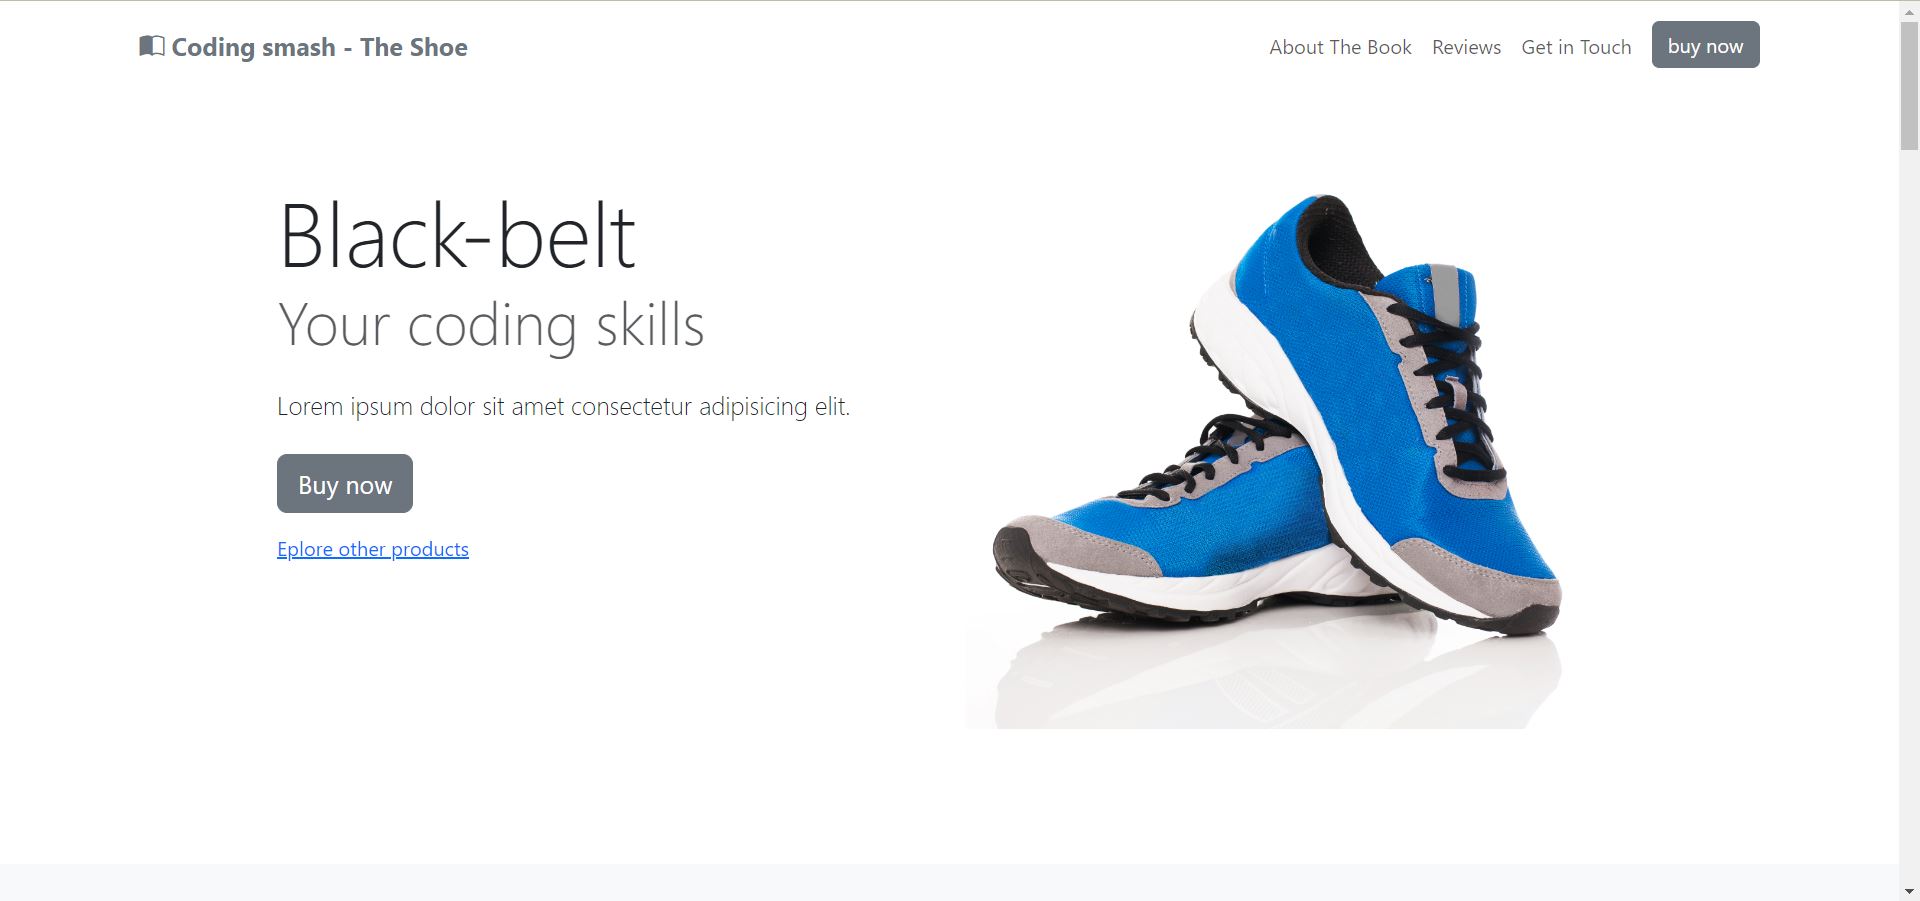 Coding smash - The Shoe
About The Book
Reviews
Get in Touch
buy now
Black-belt
Your coding skills
Lorem ipsum dolor sit amet consectetur adipisicing elit.
Buy now
Eplore other products